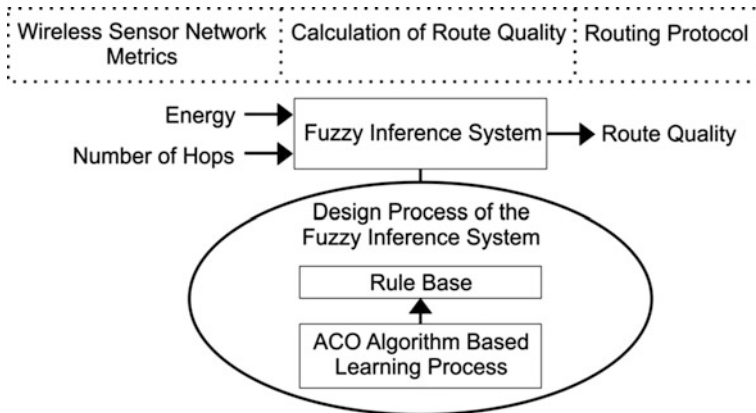 Wireless Sensor Network
Metrics
Calculation of Route Quality
Routing Protocol
Energy
Number of Hops
Fuzzy Inference System
Route Quality
Design Process of the
Fuzzy Inference System
Rule Base
ACO Algorithm Based
Learning Process